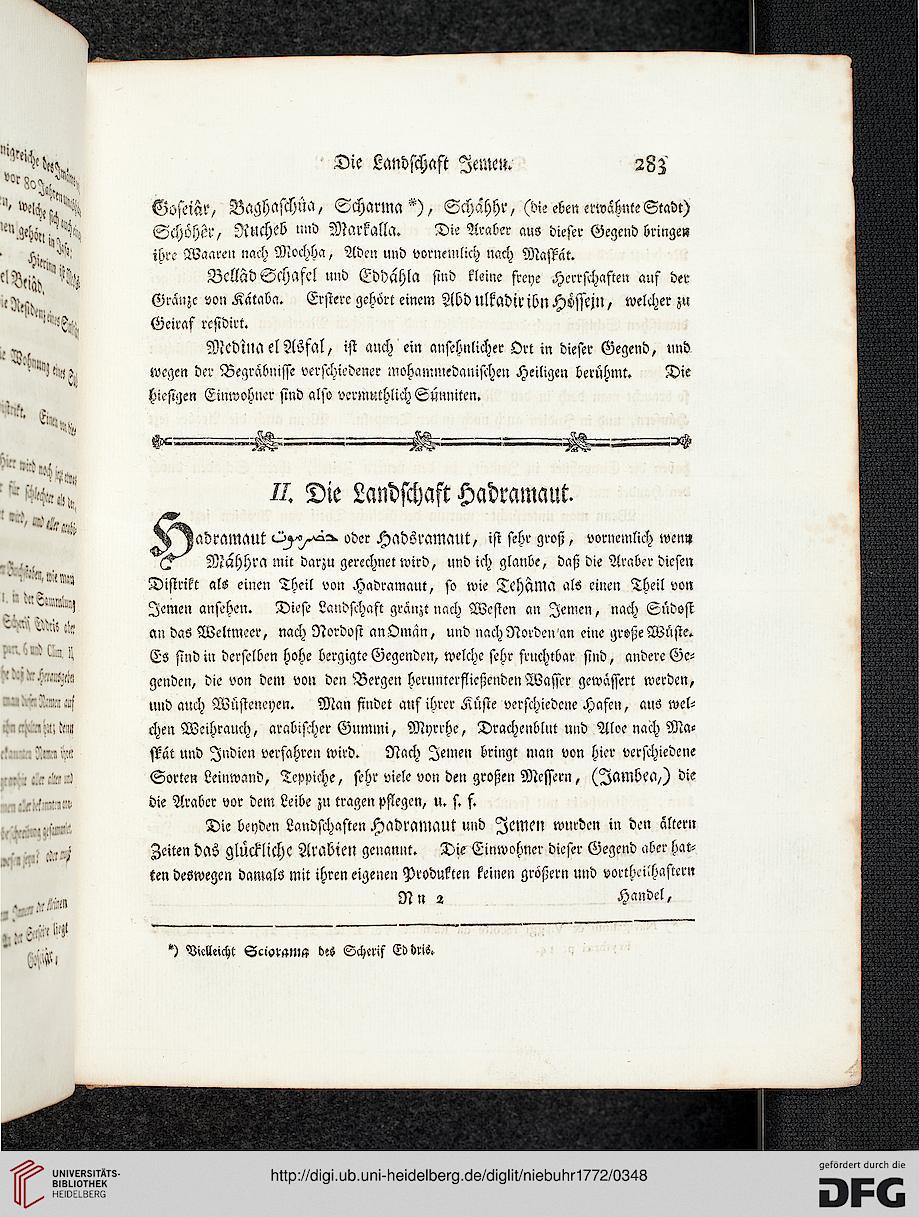 Die Landschaft Jemen. 283
Goseiâr, Baghaschûa, Scharma *), Schähhr, (die eben erwähnte Stadt)
Schöhêr, Rucheb und Markalla. Die Araber aus dieser Gegend bringen
ihre Waaren nach Mochha, Aden und vornemlich nach Maskát.
Bellâd Schafel und Eddáhla sind kleine freye Herrschaften auf der
Gränze von Kátaba. Erstere gehört einem Abd ulkadir ibn Hössejn, welcher zu
Geiraf residirt.
Medîna el Asfal, ist auch ein ansehnlicher Ort in dieser Gegend, und
wegen der Begräbnisse verschiedener mohammedanischen Heiligen berühmt. Die
hiesigen Einwohner sind also vermuthlich Sünniten.
II. Die Landschaft Hadramaut.
Hadramaut حضرموت oder Hadsramaut, ist sehr groß, vornemlich wenn
Máhhra mit darzu gerechnet wird, und ich glaube, daß die Araber diesen
Distrikt als einen Theil von Hadramaut, so wie Tehâma als einen Theil von
Jemen ansehen. Diese Landschaft gränzt nach Westen an Jemen, nach Südost
an das Weltmeer, nach Nordost an Omân, und nach Norden an eine große Wüste.
Es sind in derselben hohe bergigte Gegenden, welche sehr fruchtbar sind, andere Ge-
genden, die von dem von den Bergen herunterfließenden Wasser gewässert werden,
und auch Wüsteneyen. Man findet auf ihrer Küste verschiedene Hafen, aus wel-
chen Weihrauch, arabischer Gummi, Myrrhe, Drachenblut und Aloe nach Ma-
skát und Indien verfahren wird. Nach Jemen bringt man von hier verschiedene
Sorten Leinwand, Teppiche, sehr viele von den großen Messern, (Jambea,) die
die Araber vor dem Leibe zu tragen pflegen, u. s. f.
Die beyden Landschaften Hadramaut und Jemen wurden in den ältern
Zeiten das glückliche Arabien genannt. Die Einwohner dieser Gegend aber hat-
ten deswegen damals mit ihren eigenen Produkten keinen größern und vortheilhaftern
Nn 2 Handel,
*) Vielleicht Sciorama des Scherif Eddris.
UNIVERSITÄTS-
BIBLIOTHEK
HEIDELBERG
http://digi.ub.uni-heidelberg.de/diglit/niebuhr1772/0348
gefördert durch die
DFG